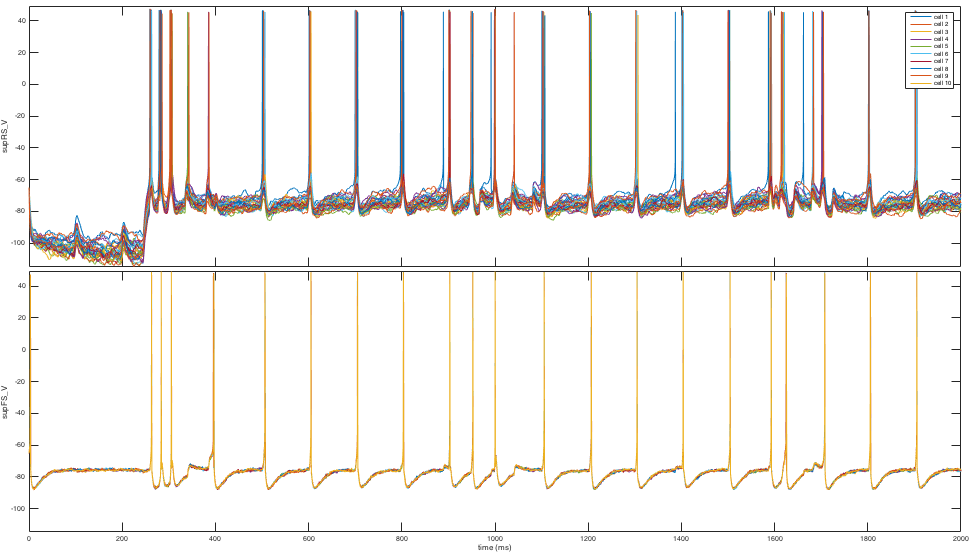 40
20
0
-20
-40
-60
-80
-100
supRS_V
cell 1
cell 2
cell 3
cell 4
cell 5
cell 6
cell 7
cell 8
cell 9
cell 10
40
20
0
-20
-40
-60
-80
-100
supFS_V
0 200 400 600 800 1000 1200 1400 1600 1800 2000
time (ms)